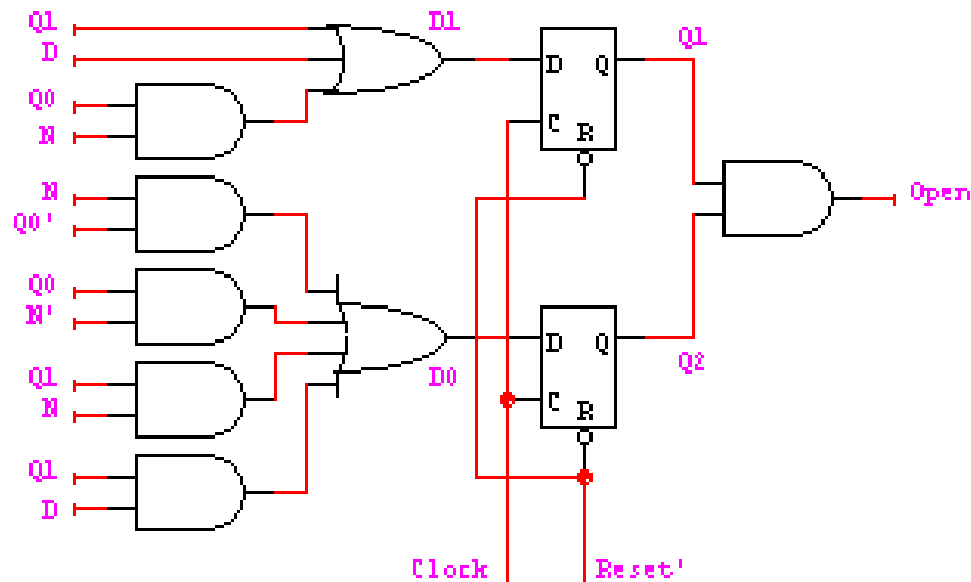 Q1
D
Q0
N
N
Q0'
Q0
N'
Q1
N
Q1
D
D1
D0
D Q
C
R
D Q
C
R
Q1
Q2
Open
Clock
Reset'